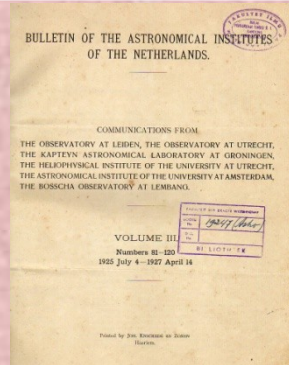 BULLETIN OF THE ASTRONOMICAL INSTITUTES
OF THE NETHERLANDS.
COMMUNICATIONS FROM
THE OBSERVATORY AT LEIDEN, THE OBSERVATORY AT UTRECHT,
THE KAPTEYN ASTRONOMICAL LABORATORY AT GRONINGEN,
THE HELIOPHYSICAL INSTITUTE OF THE UNIVERSITY AT UTRECHT,
THE ASTRONOMICAL INSTITUTE OF THE UNIVERSITY AT AMSTERDAM,
THE BOSSCHA OBSERVATORY AT LEMBANG.
VOLUME III.
Numbers 81—120
1925 July 4—1927 April 14
Printed by Joh. Enschedé en Zonen
Haarlem.